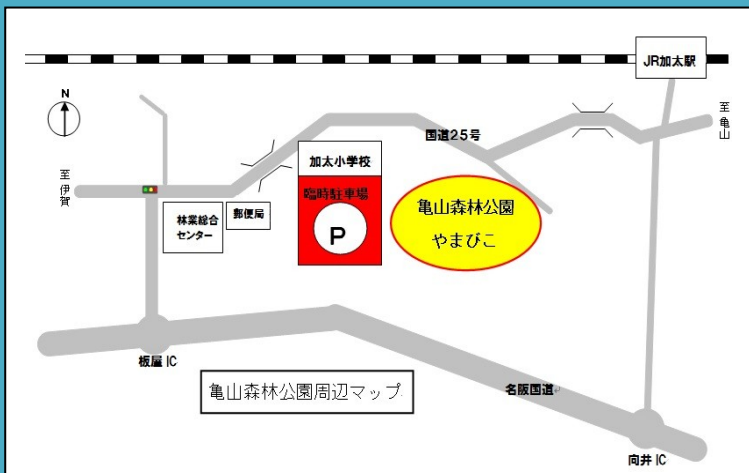 JR加太駅
N
至亀山
国道25号
至伊賀
加太小学校
臨時駐車場
P
亀山森林公園
やまびこ
林業総合
センター
郵便局
板屋 IC
亀山森林公園周辺マップ
名阪国道
向井 IC